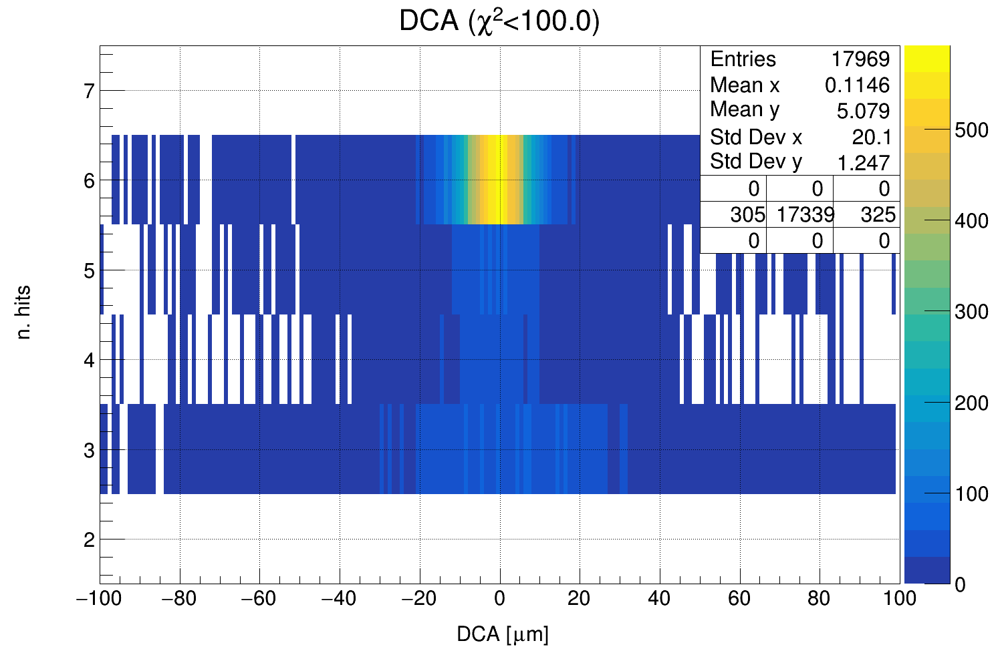 DCA (χ²<100.0)
Entries 17969
Mean x 0.1146
Mean y 5.079
Std Dev x 20.1
Std Dev y 1.247
0 0 0
305 17339 325
0 0 0
7
6
5
4
3
2
n. hits
−100 −80 −60 −40 −20 0 20 40 60 80 100
DCA [μm]
500
400
300
200
100
0